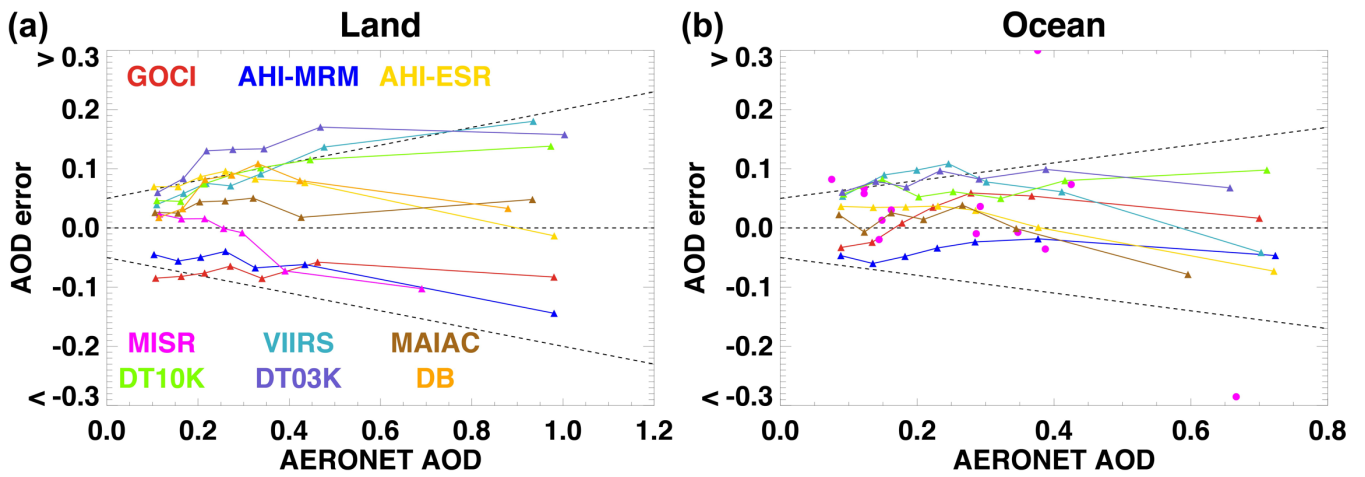 (a) Land
> 0.3
0.2
0.1
0.0
-0.1
-0.2
< -0.3
AOD error
GOCI AHI-MRM AHI-ESR
MISR VIIRS MAIAC
DT10K DT03K DB
0.0 0.2 0.4 0.6 0.8 1.0 1.2
AERONET AOD
(b) Ocean
> 0.3
0.2
0.1
0.0
-0.1
-0.2
< -0.3
AOD error
0.0 0.2 0.4 0.6 0.8
AERONET AOD